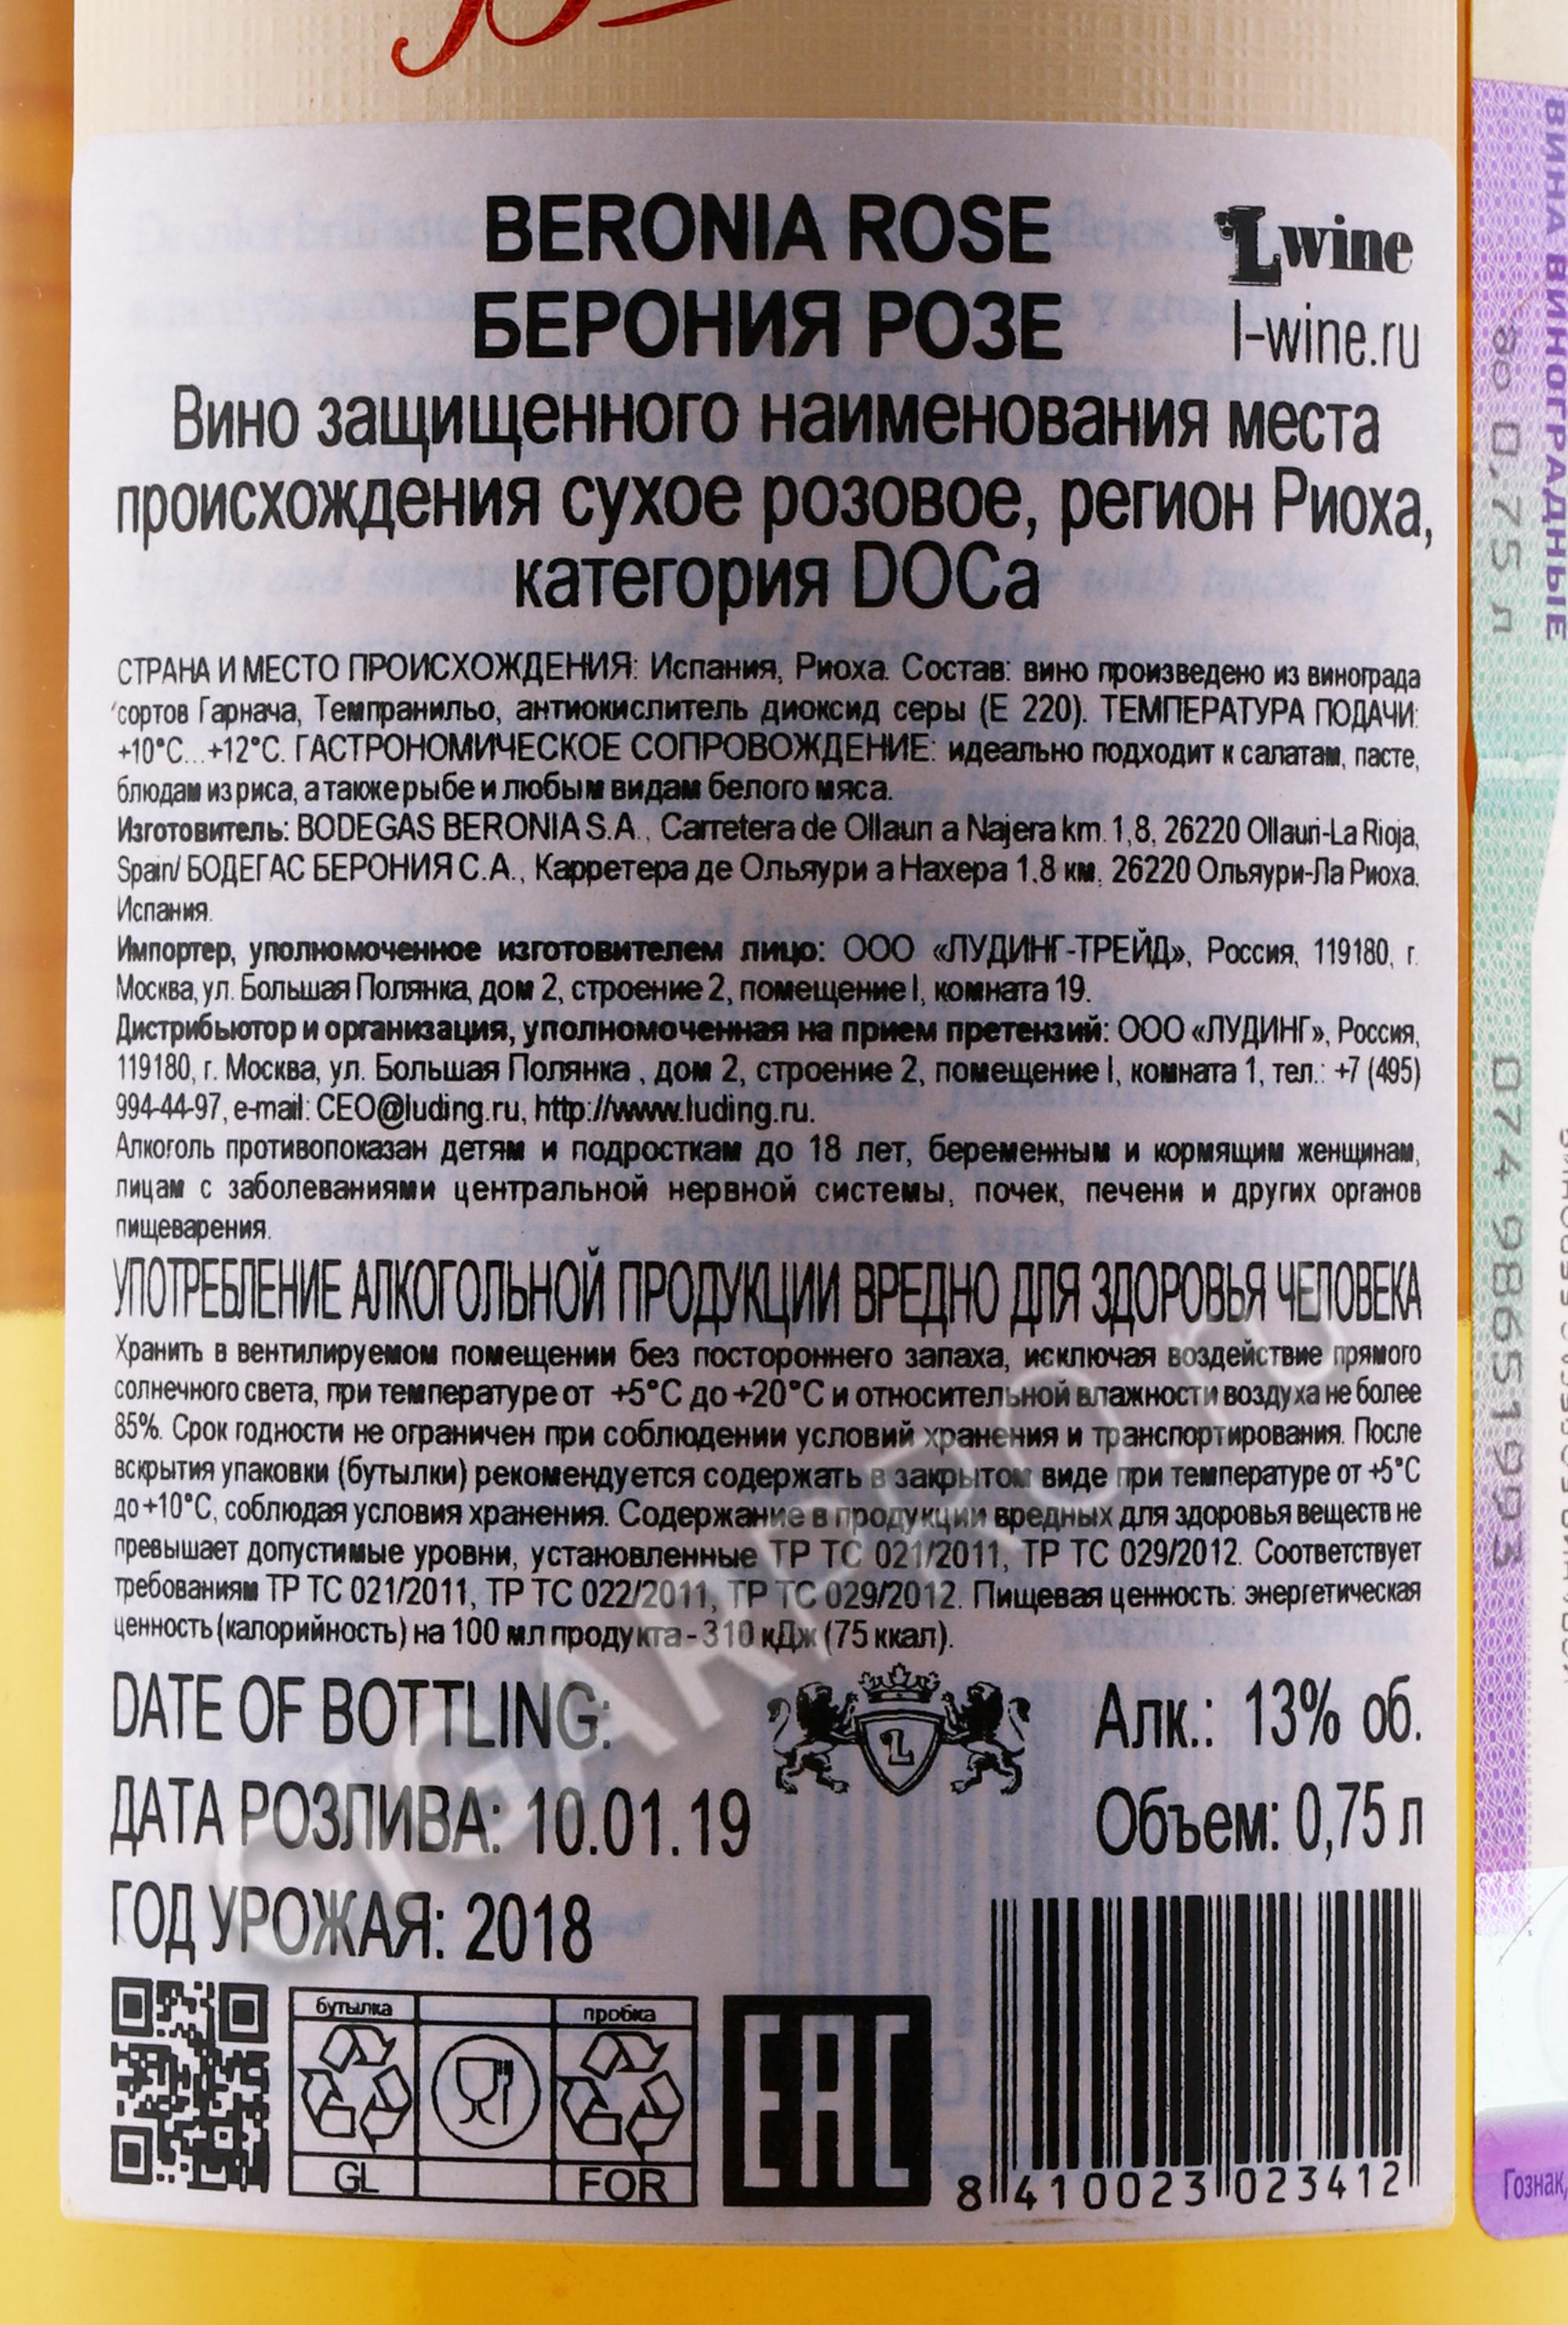 BERONIA ROSE
Lwine
БЕРОНИЯ РОЗЕ
l-wine.ru
Вино защищенного наименования места
происхождения сухое розовое, регион Риоха,
категория DOCa
СТРАНА И МЕСТО ПРОИСХОЖДЕНИЯ: Испания, Риоха. Состав: вино произведено из винограда
сортов Гарнача, Темпранильо, антиокислитель диоксид серы (Е 220). ТЕМПЕРАТУРА ПОДАЧИ:
+10°С...+12°С. ГАСТРОНОМИЧЕСКОЕ СОПРОВОЖДЕНИЕ: идеально подходит к салатам, пасте,
блюдам из риса, а также рыбе и любым видам белого мяса.
Изготовитель: BODEGAS BERONIA S.A., Carretera de Ollauri a Najera km. 1,8, 26220 Ollauri-La Rioja,
Spain/ БОДЕГАС БЕРОНИЯ С.А., Карретера де Ольяури а Нахера 1.8 км, 26220 Ольяури-Ла Риоха,
Испания.
Импортер, уполномоченное изготовителем лицо: ООО «ЛУДИНГ-ТРЕЙД», Россия, 119180, г.
Москва, ул. Большая Полянка, дом 2, строение 2, помещение I, комната 19.
Дистрибьютор и организация, уполномоченная на прием претензий: ООО «ЛУДИНГ», Россия,
119180, г. Москва, ул. Большая Полянка , дом 2, строение 2, помещение I, комната 1, тел.: +7 (495)
994-44-97, e-mail: CEO@luding.ru, http://www.luding.ru.
Алкоголь противопоказан детям и подросткам до 18 лет, беременным и кормящим женщинам,
лицам с заболеваниями центральной нервной системы, почек, печени и других органов
пищеварения.
УПОТРЕБЛЕНИЕ АЛКОГОЛЬНОЙ ПРОДУКЦИИ ВРЕДНО ДЛЯ ЗДОРОВЬЯ ЧЕЛОВЕКА
Хранить в вентилируемом помещении без постороннего запаха, исключая воздействие прямого
солнечного света, при температуре от +5°С до +20°С и относительной влажности воздуха не более
85%. Срок годности не ограничен при соблюдении условий хранения и транспортирования. После
вскрытия упаковки (бутылки) рекомендуется содержать в закрытом виде при температуре от +5°С
до +10°С, соблюдая условия хранения. Содержание в продукции вредных для здоровья веществ не
превышает допустимые уровни, установленные ТР ТС 021/2011, ТР ТС 029/2012. Соответствует
требованиям ТР ТС 021/2011, ТР ТС 022/2011, ТР ТС 029/2012. Пищевая ценность: энергетическая
ценность (калорийность) на 100 мл продукта - 310 кДж (75 ккал).
DATE OF BOTTLING:
L
Алк.: 13% об.
ДАТА РОЗЛИВА: 10.01.19
Объем: 0,75 л
ГОД УРОЖАЯ: 2018
бутылка
пробка
GL
FOR
EAC
8 410023 023412
CIGARPRO.ru
ВИНА ВИНОГРАДНЫЕ
до 0,75 л
074 98651993
Гознак,